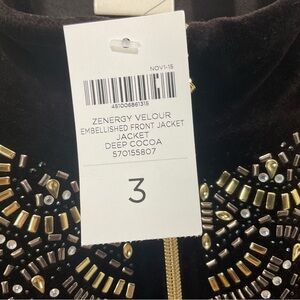 NOV1-15
451006861315
ZENERGY VELOUR
EMBELLISHED FRONT JACKET
JACKET
DEEP COCOA
570155807
3